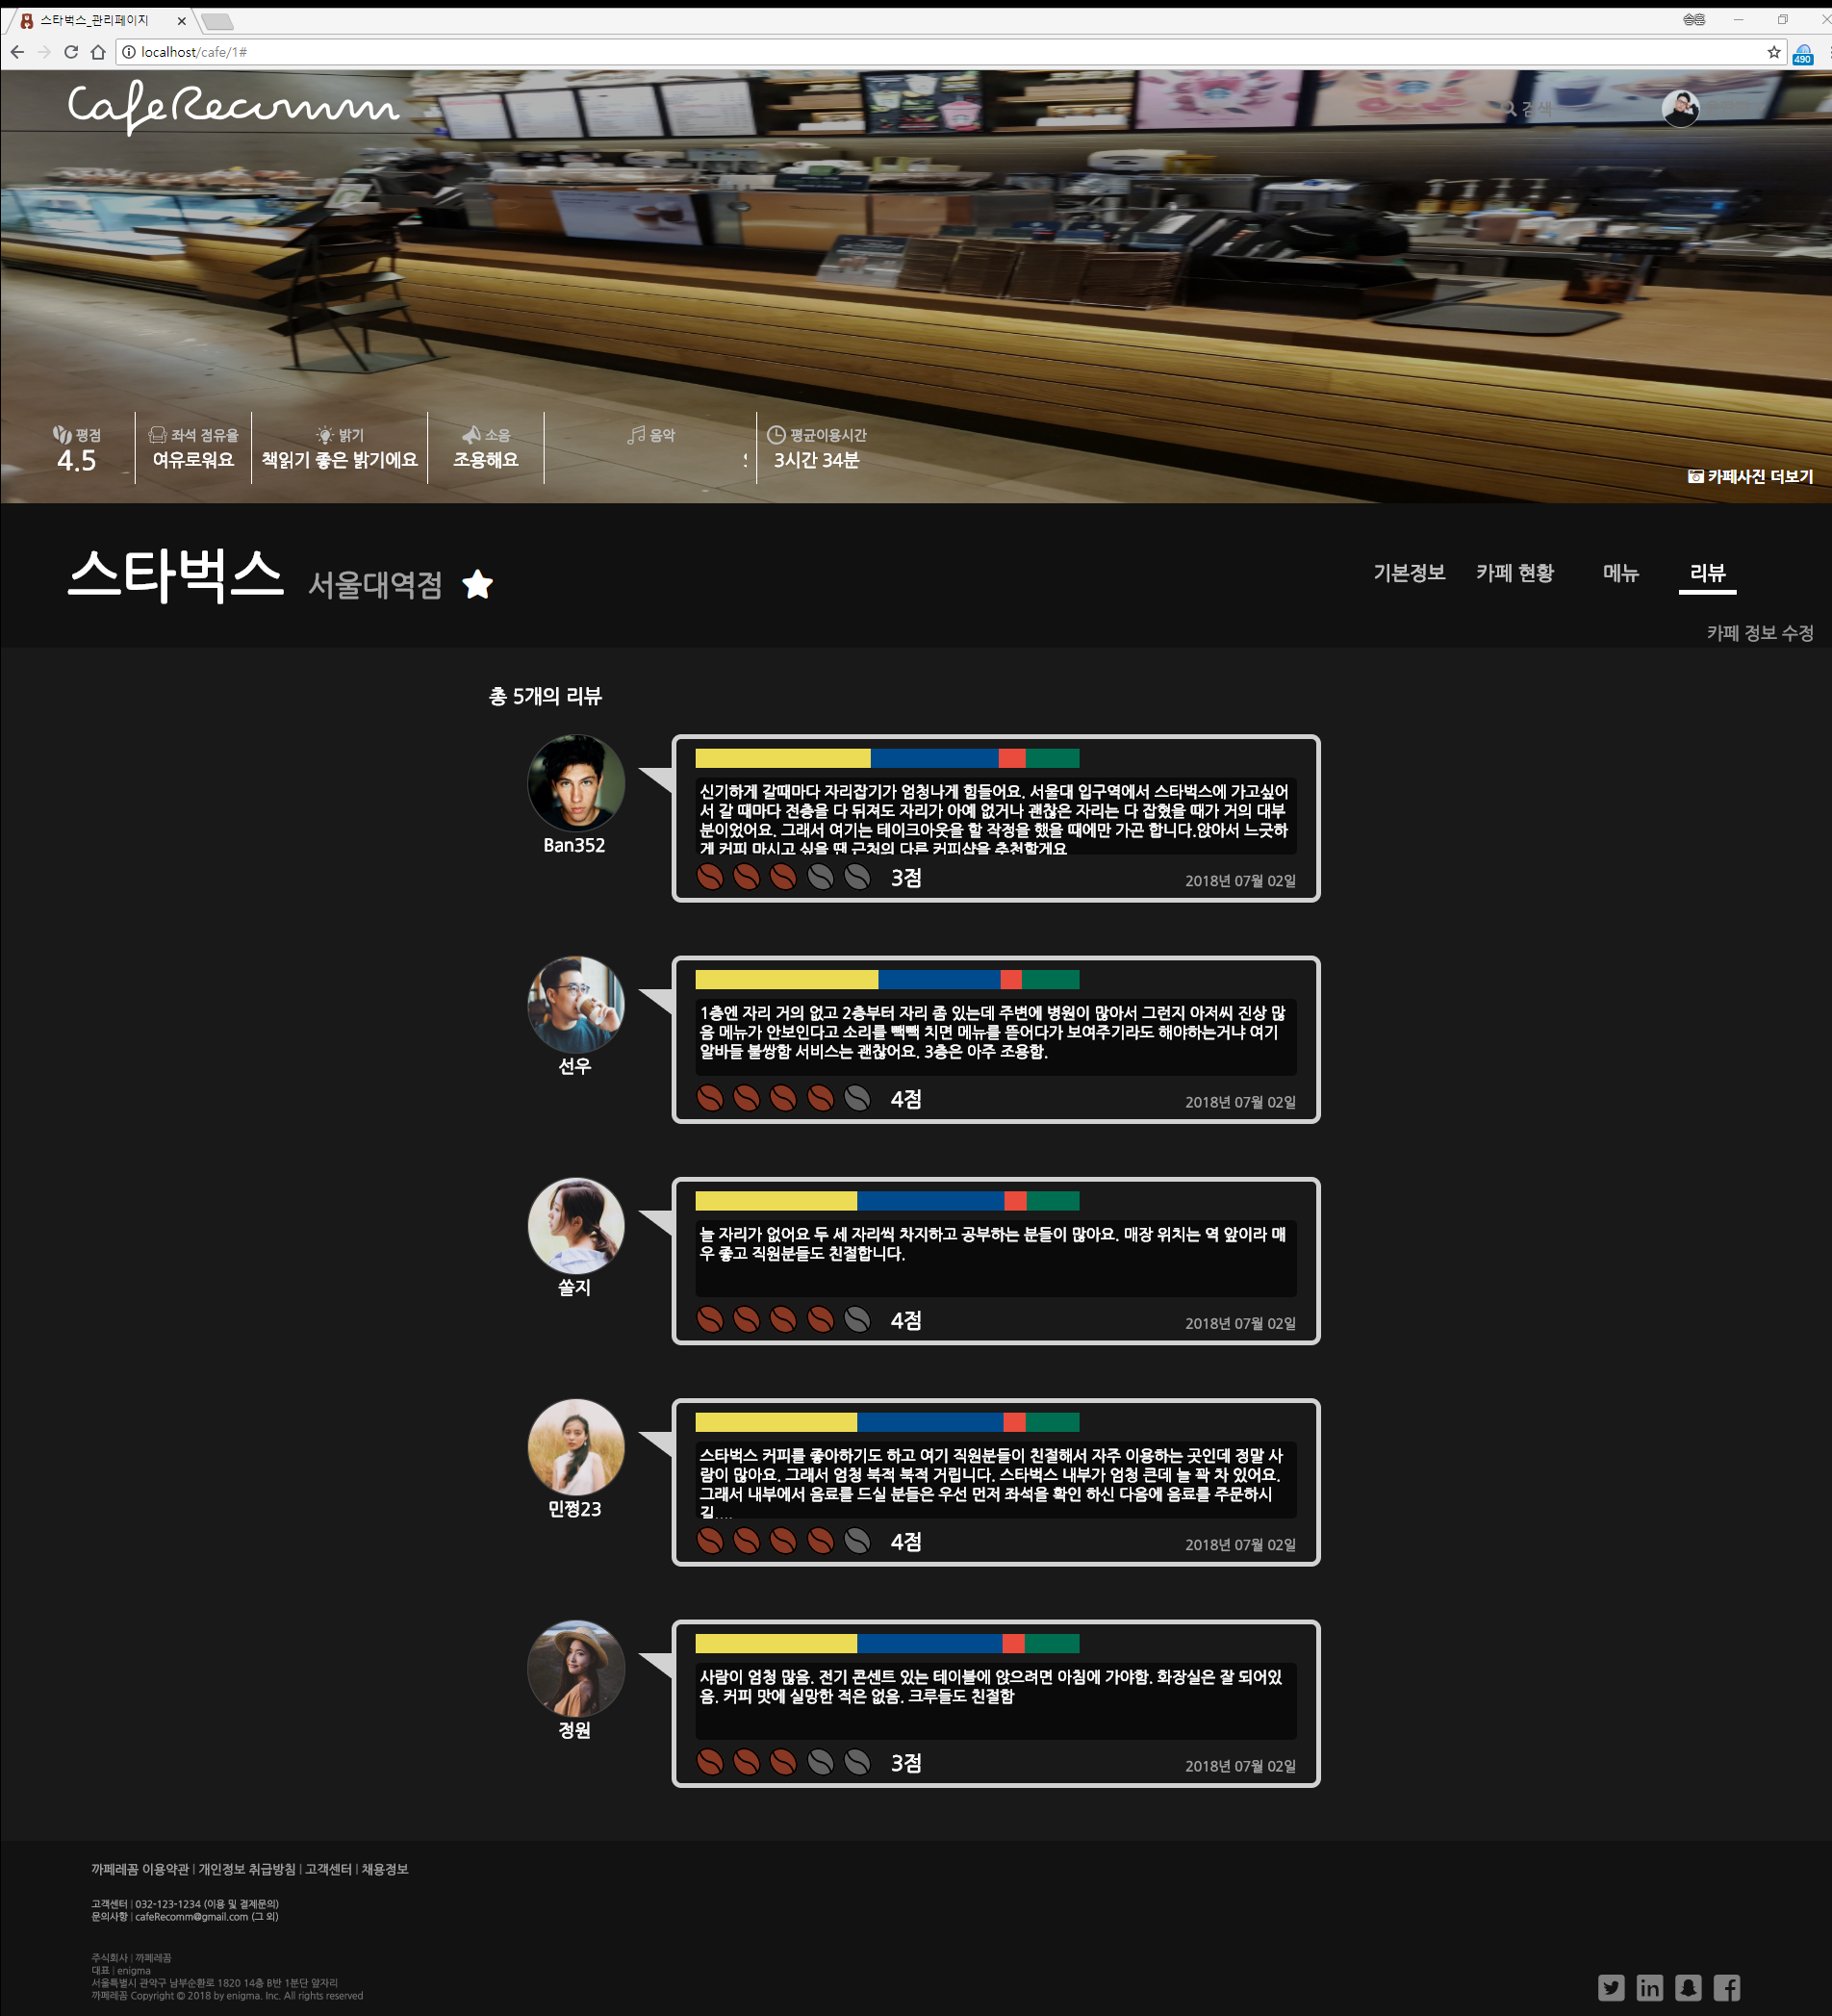 스타벅스_관리페이지
송흠
localhost/cafe/1#
490
CafeRecomm
검색
평점
4.5
좌석 점유율
여유로워요
밝기
책읽기 좋은 밝기에요
소음
조용해요
음악
평균이용시간
3시간 34분
카페사진 더보기
스타벅스 서울대역점
기본정보 카페 현황 메뉴 리뷰
카페 정보 수정
총 5개의 리뷰
Ban352
신기하게 갈때마다 자리잡기가 엄청나게 힘들어요. 서울대 입구역에서 스타벅스에 가고싶어
서 갈 때마다 전층을 다 뒤져도 자리가 아예 없거나 괜찮은 자리는 다 잡혔을 때가 거의 대부
분이었어요. 그래서 여기는 테이크아웃을 할 작정을 했을 때에만 가곤 합니다.앉아서 느긋하
게 커피 마시고 싶을 땐 근처의 다른 커피샵을 추천할게요
3점
2018년 07월 02일
선우
1층엔 자리 거의 없고 2층부터 자리 좀 있는데 주변에 병원이 많아서 그런지 아저씨 진상 많
음 메뉴가 안보인다고 소리를 빽빽 치면 메뉴를 뜯어다가 보여주기라도 해야하는거냐 여기
알바들 불쌍함 서비스는 괜찮어요. 3층은 아주 조용함.
4점
2018년 07월 02일
쏠지
늘 자리가 없어요 두 세 자리씩 차지하고 공부하는 분들이 많아요. 매장 위치는 역 앞이라 매
우 좋고 직원분들도 친절합니다.
4점
2018년 07월 02일
민쪙23
스타벅스 커피를 좋아하기도 하고 여기 직원분들이 친절해서 자주 이용하는 곳인데 정말 사
람이 많아요. 그래서 엄청 북적 북적 거립니다. 스타벅스 내부가 엄청 큰데 늘 꽉 차 있어요.
그래서 내부에서 음료를 드실 분들은 우선 먼저 좌석을 확인 하신 다음에 음료를 주문하시
길....
4점
2018년 07월 02일
정원
사람이 엄청 많음. 전기 콘센트 있는 테이블에 앉으려면 아침에 가야함. 화장실은 잘 되어있
음. 커피 맛에 실망한 적은 없음. 크루들도 친절함
3점
2018년 07월 02일
까페레꼼 이용약관 | 개인정보 취급방침 | 고객센터 | 채용정보
고객센터 | 032-123-1234 (이용 및 결제문의)
문의사항 | cafeRecomm@gmail.com (그 외)
주식회사 | 까페레꼼
대표 | enigma
서울특별시 관악구 남부순환로 1820 14층 B반 1분단 앞자리
까페레꼼 Copyright © 2018 by enigma. Inc. All rights reserved